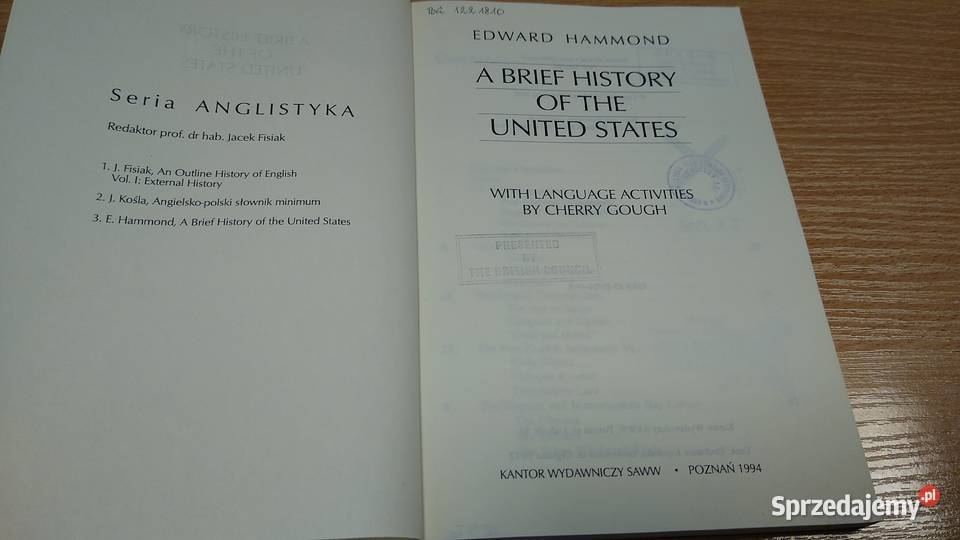 Seria ANGLISTYKA
Redaktor prof. dr hab. Jacek Fisiak
1. J. Fisiak, An Outline History of English
Vol. I: External History
2. J. Kośla, Angielsko-polski słownik minimum
3. E. Hammond, A Brief History of the United States
122 1810
EDWARD HAMMOND
A BRIEF HISTORY
OF THE
UNITED STATES
WITH LANGUAGE ACTIVITIES
BY CHERRY GOUGH
PRESENTED
BY
THE BRITISH COUNCIL
KANTOR WYDAWNICZY SAWW • POZNAŃ 1994
Sprzedajemy.pl